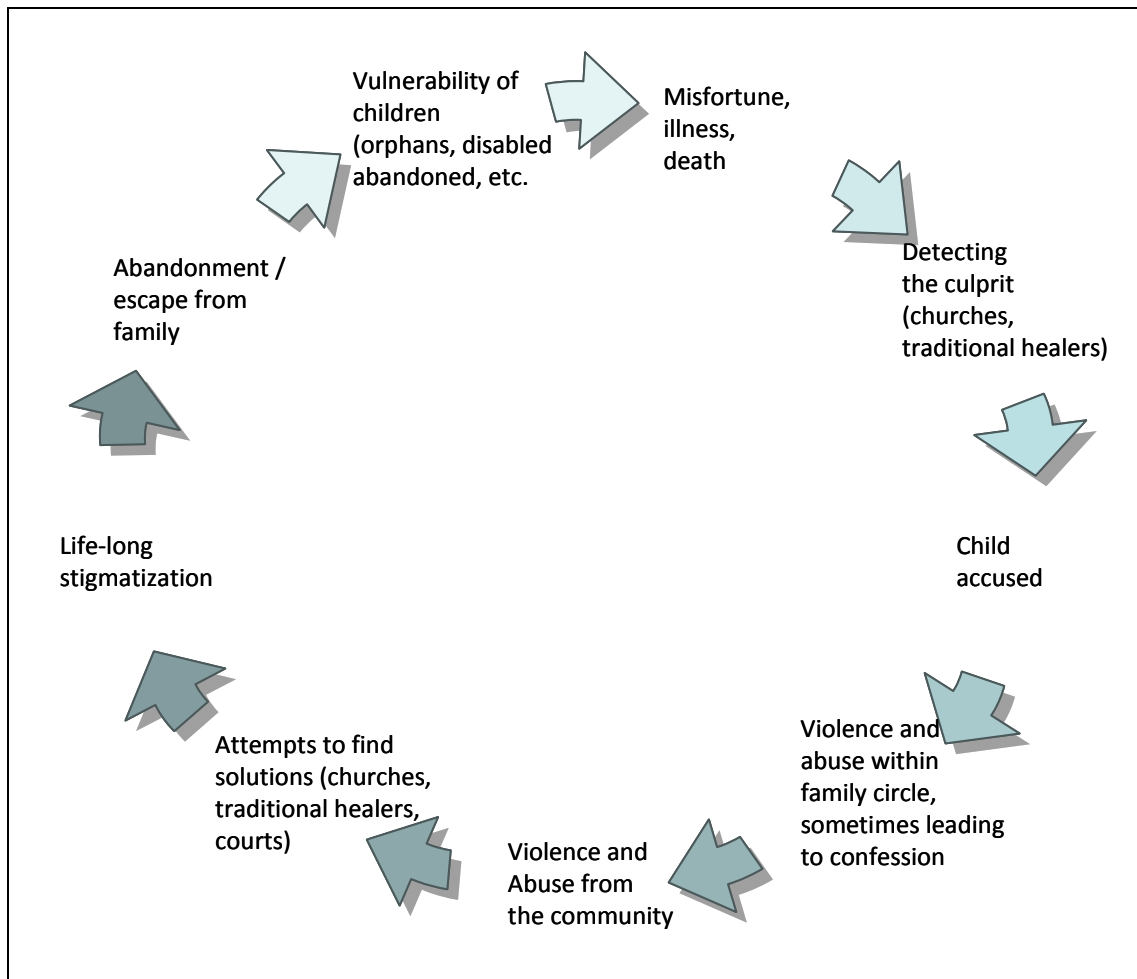 Vulnerability of
children
(orphans, disabled
abandoned, etc.
Misfortune,
illness,
death
Detecting
the culprit
(churches,
traditional healers)
Child
accused
Violence and
abuse within
family circle,
sometimes leading
to confession
Violence and
Abuse from
the community
Attempts to find
solutions (churches,
traditional healers,
courts)
Life-long
stigmatization
Abandonment /
escape from
family